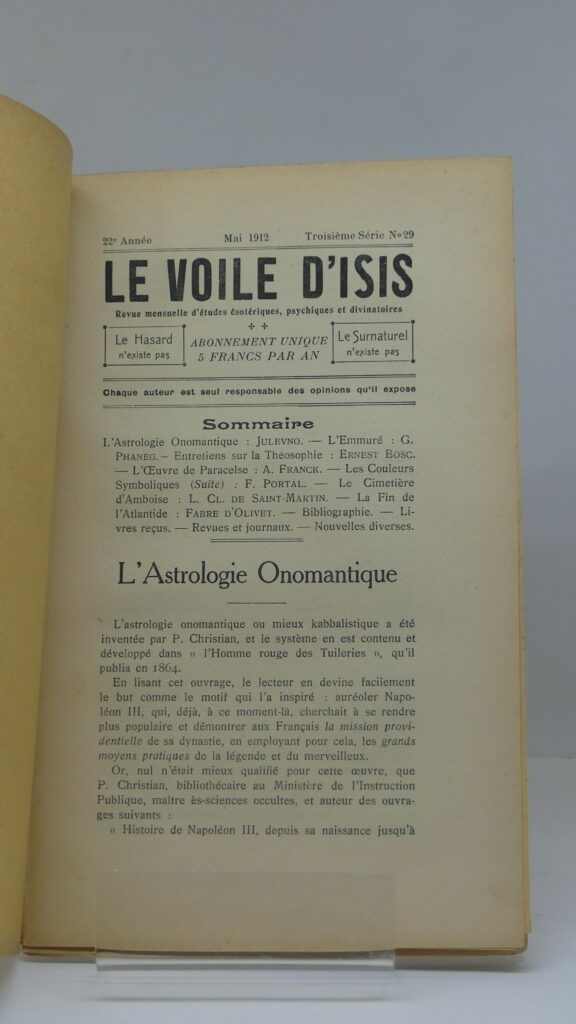 22e Année Mai 1912 Troisième Série No 29
LE VOILE D'ISIS
Revue mensuelle d'études ésotériques, psychiques et divinatoires
Le Hasard
n'existe pas
ABONNEMENT UNIQUE
5 FRANCS PAR AN
Le Surnaturel
n'existe pas
Chaque auteur est seul responsable des opinions qu'il expose
Sommaire
L'Astrologie Onomantique : JULEVNO. — L'Emmuré : G.
PHANEG. – Entretiens sur la Théosophie : ERNEST BOSC.
— L'Œuvre de Paracelse : A. FRANCK. — Les Couleurs
Symboliques (Suite) : F. PORTAL. — Le Cimetière
d'Amboise : L. CL. DE SAINT-MARTIN. — La Fin de
l'Atlantide : FABRE D'OLIVET. — Bibliographie. — Li-
vres reçus. — Revues et journaux. — Nouvelles diverses.
L'Astrologie Onomantique
L'astrologie onomantique ou mieux kabbalistique a été
inventée par P. Christian, et le système en est contenu et
développé dans « l'Homme rouge des Tuileries », qu'il
publia en 1864.
En lisant cet ouvrage, le lecteur en devine facilement
le but comme le motif qui l'a inspiré : auréoler Napo-
léon III, qui, déjà, à ce moment-là, cherchait à se rendre
plus populaire et démontrer aux Français la mission provi-
dentielle de sa dynastie, en employant pour cela, les grands
moyens pratiques de la légende et du merveilleux.
Or, nul n'était mieux qualifié pour cette œuvre, que
P. Christian, bibliothécaire au Ministère de l'Instruction
Publique, maître ès-sciences occultes, et auteur des ouvra-
ges suivants :
« Histoire de Napoléon III, depuis sa naissance jusqu'à